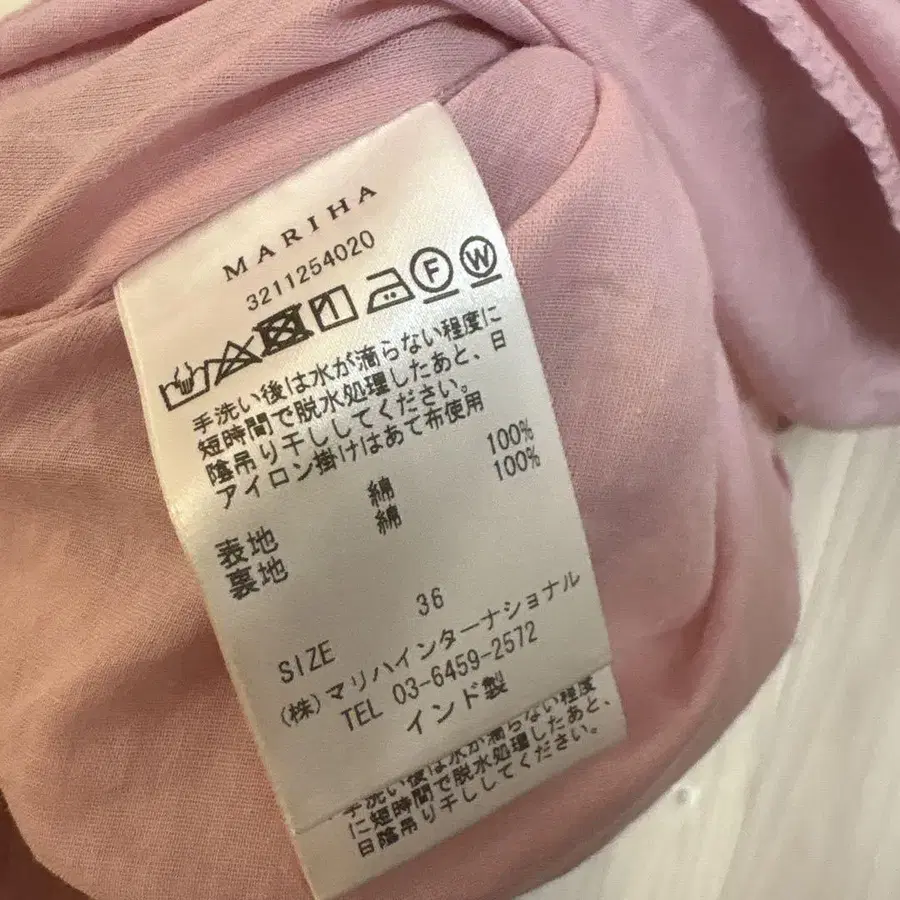 MARIHA
3211254020
F W
手洗い後は水が滴らない程度に
短時間で脱水処理したあと、日
陰吊り干ししてください。
アイロン掛けはあて布使用
表地 綿 100%
裏地 綿 100%
SIZE 36
(株)マリハインターナショナル
TEL 03-6459-2572
インド製
手洗い後は水が滴らない程度
に短時間で脱水処理したあと、
日陰吊り干ししてください。